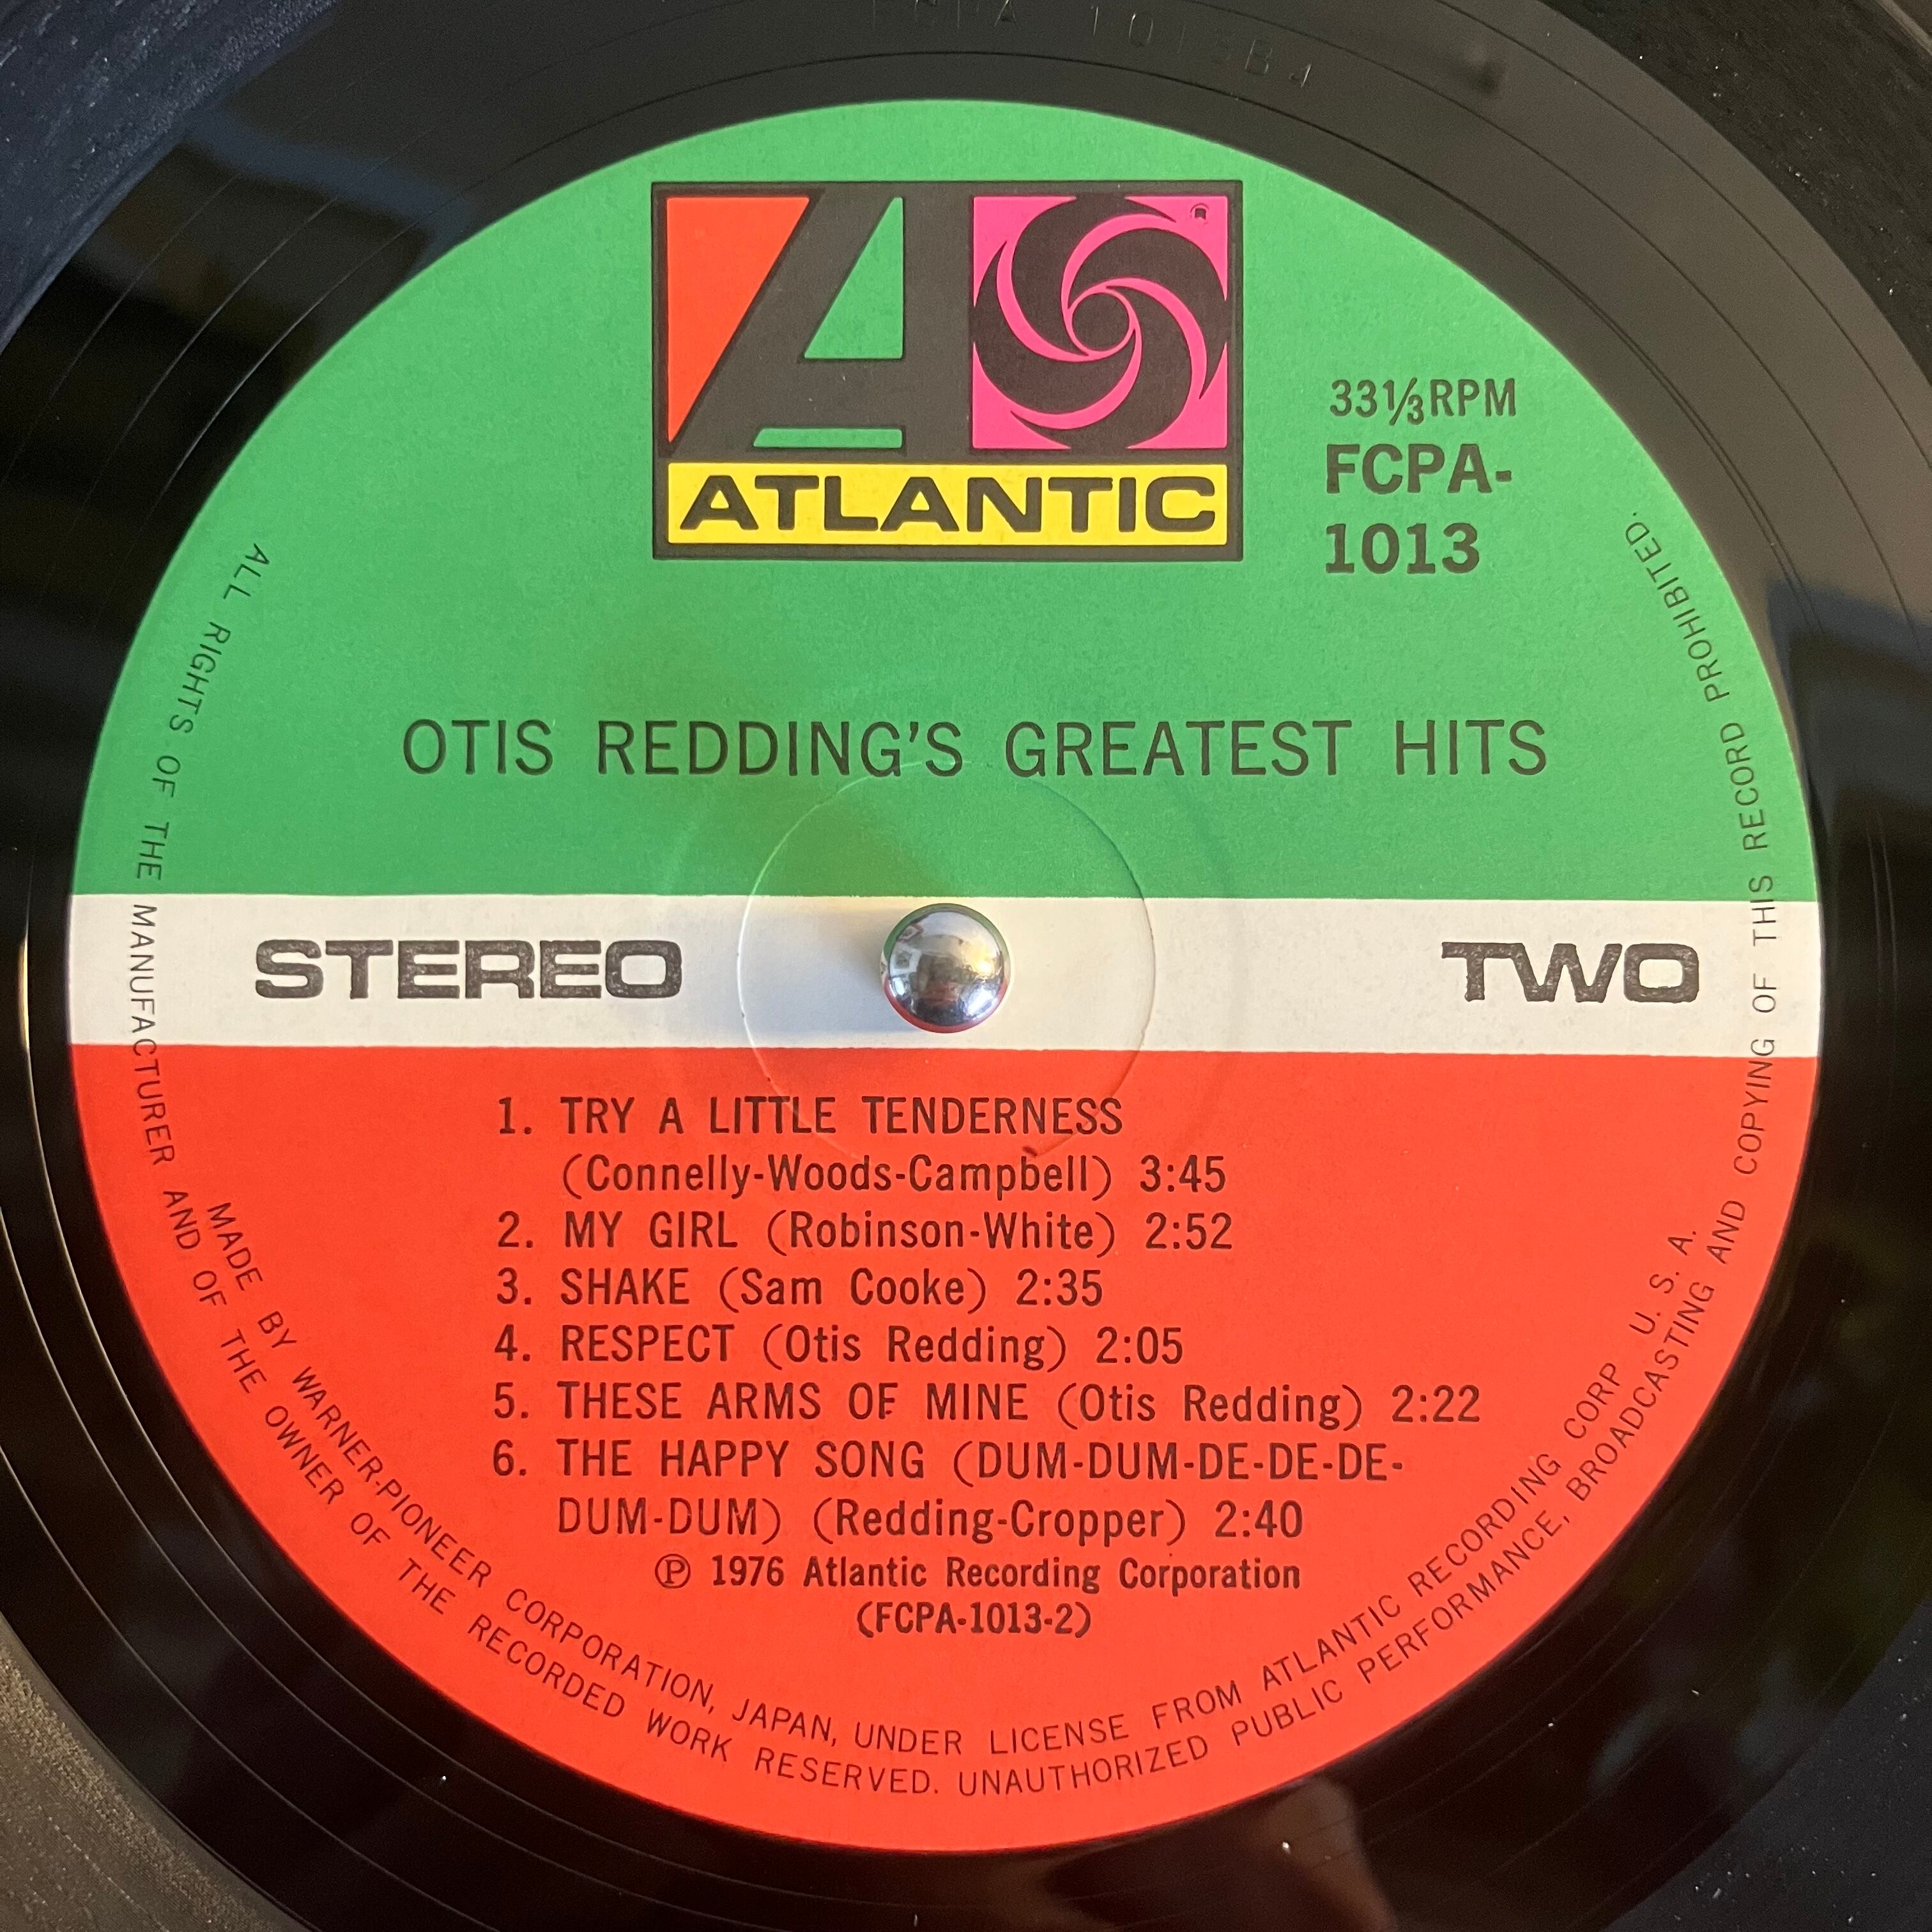 FCPA 1013B4
ATLANTIC
33⅓RPM
FCPA-
1013
OTIS REDDING'S GREATEST HITS
STEREO
TWO
1. TRY A LITTLE TENDERNESS
(Connelly-Woods-Campbell) 3:45
2. MY GIRL (Robinson-White) 2:52
3. SHAKE (Sam Cooke) 2:35
4. RESPECT (Otis Redding) 2:05
5. THESE ARMS OF MINE (Otis Redding) 2:22
6. THE HAPPY SONG (DUM-DUM-DE-DE-DE-
DUM-DUM) (Redding-Cropper) 2:40
Ⓟ 1976 Atlantic Recording Corporation
(FCPA-1013-2)
MADE BY WARNER-PIONEER CORPORATION, JAPAN, UNDER LICENSE FROM ATLANTIC RECORDING CORP U. S. A.
ALL RIGHTS OF THE MANUFACTURER AND OF THE OWNER OF THE RECORDED WORK RESERVED. UNAUTHORIZED PUBLIC PERFORMANCE, BROADCASTING AND COPYING OF THIS RECORD PROHIBITED.